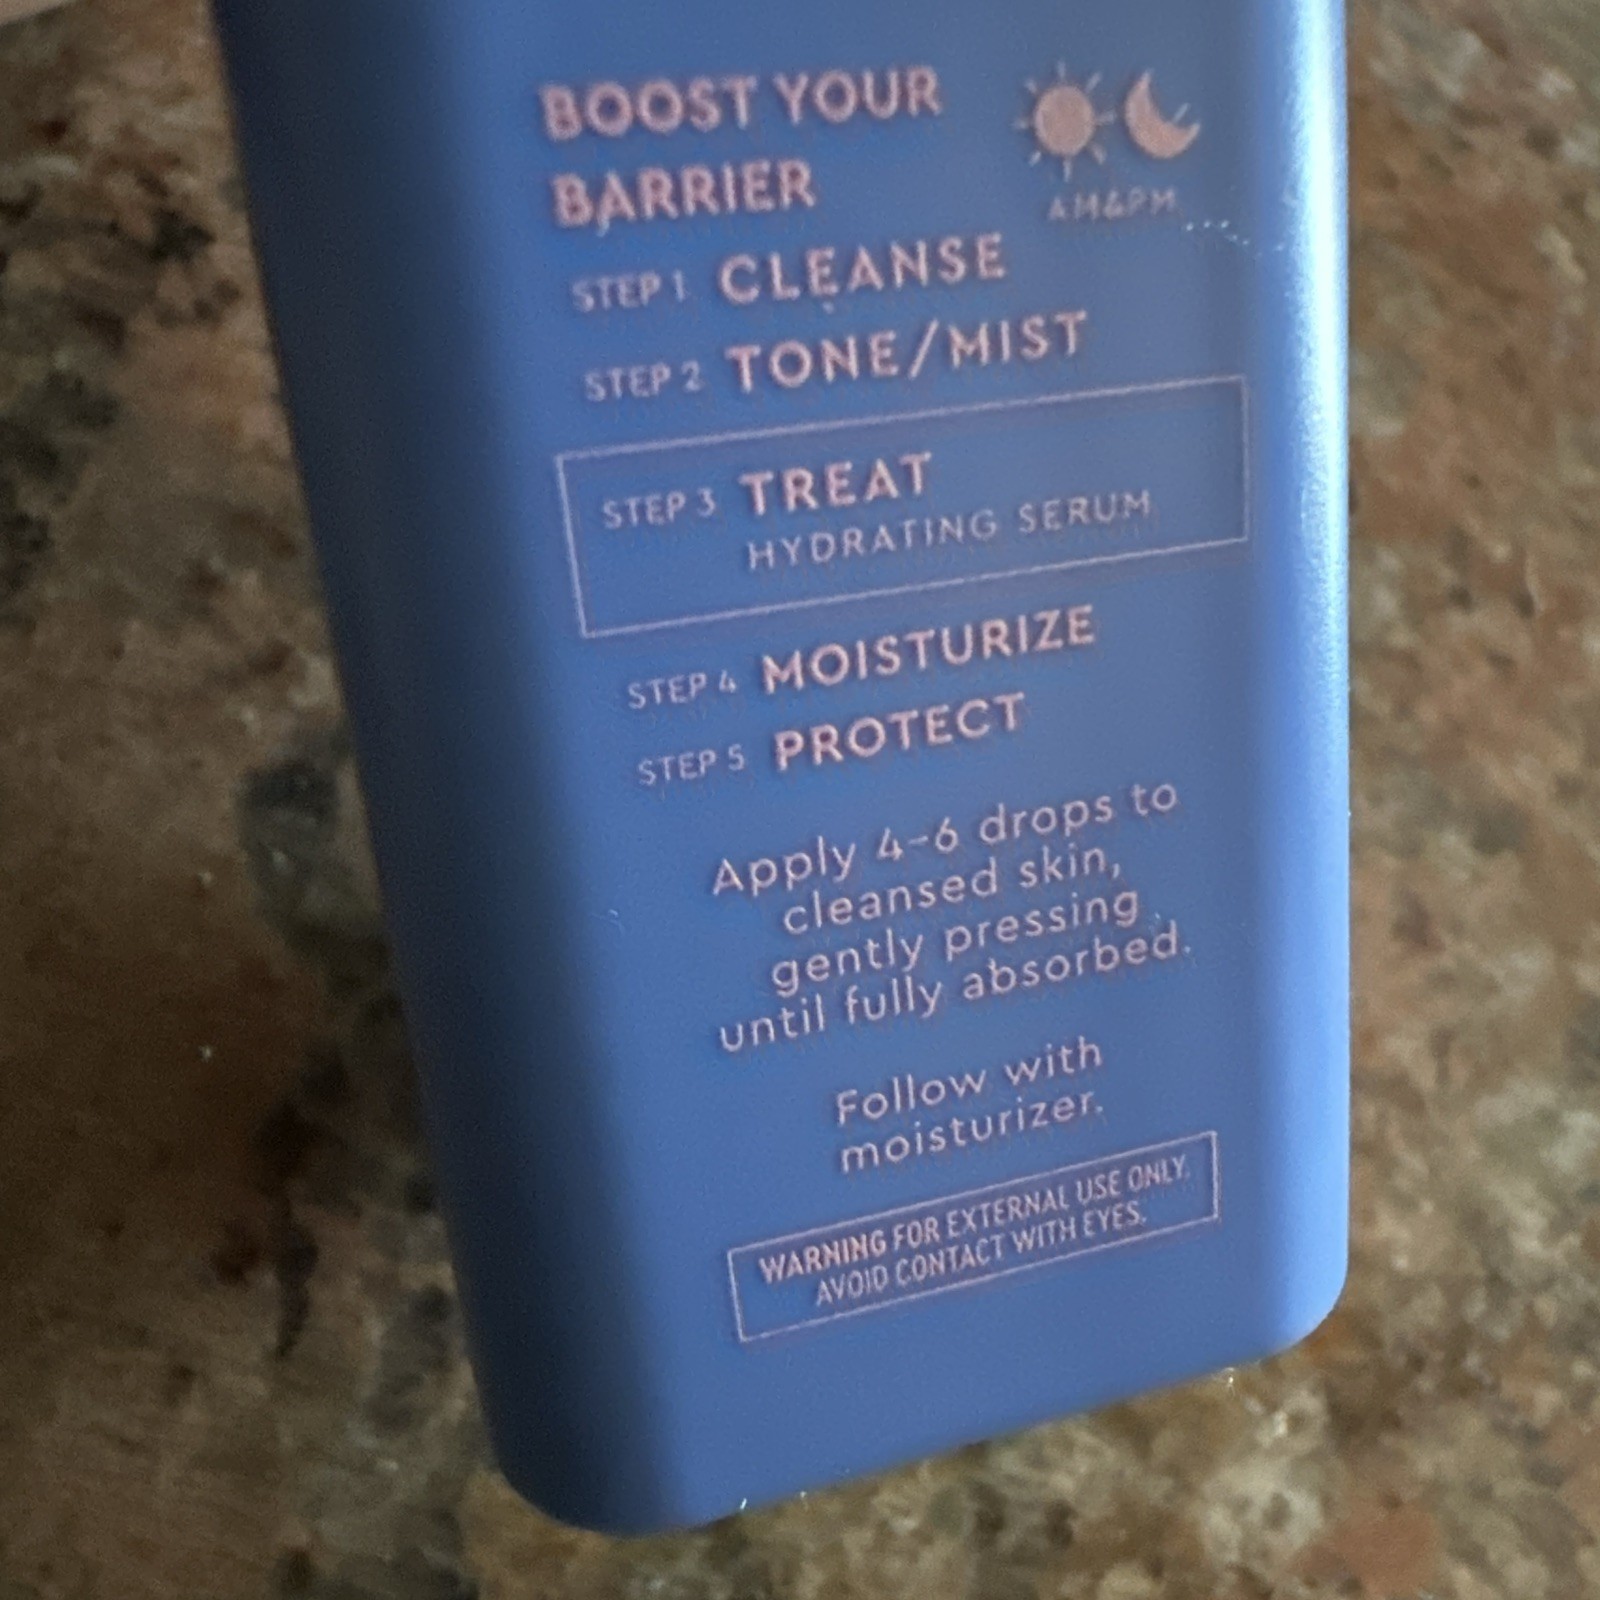 BOOST YOUR
BARRIER
AM&PM
STEP 1 CLEANSE
STEP 2 TONE/MIST
STEP 3 TREAT
HYDRATING SERUM
STEP 4 MOISTURIZE
STEP 5 PROTECT
Apply 4-6 drops to
cleansed skin,
gently pressing
until fully absorbed.
Follow with
moisturizer.
WARNING FOR EXTERNAL USE ONLY.
AVOID CONTACT WITH EYES.